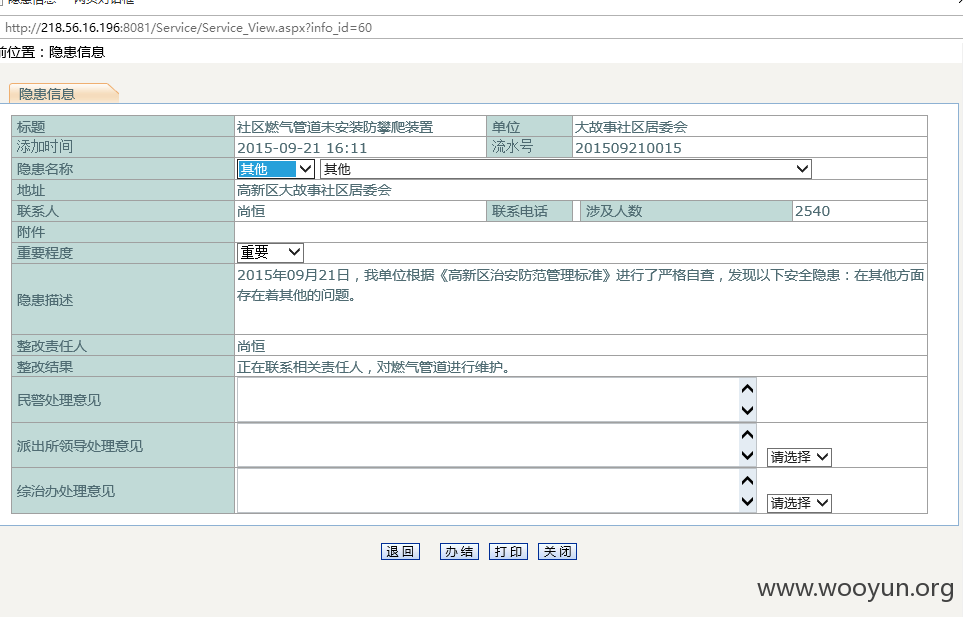 隐患信息 -- 网页对话框
http://218.56.16.196:8081/Service/Service_View.aspx?info_id=60
前位置：隐患信息
隐患信息
标题 社区燃气管道未安装防攀爬装置 单位 大故事社区居委会
添加时间 2015-09-21 16:11 流水号 201509210015
隐患名称 其他 其他
地址 高新区大故事社区居委会
联系人 尚恒 联系电话 涉及人数 2540
附件
重要程度 重要
隐患描述 2015年09月21日，我单位根据《高新区治安防范管理标准》进行了严格自查，发现以下安全隐患：在其他方面
存在着其他的问题。
整改责任人 尚恒
整改结果 正在联系相关责任人，对燃气管道进行维护。
民警处理意见
派出所领导处理意见 请选择
综治办处理意见 请选择
退回 办结 打印 关闭
www.wooyun.org